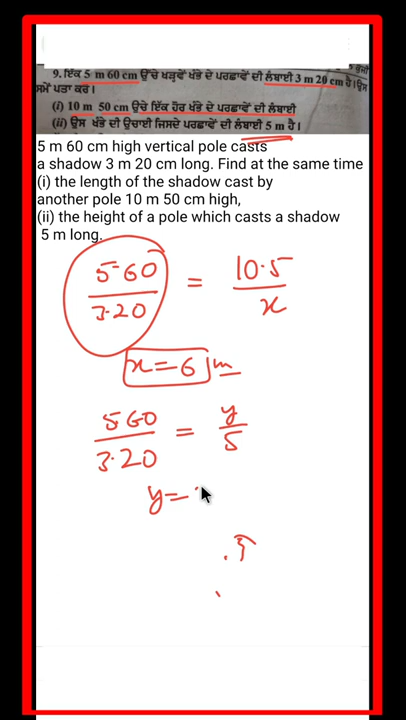 9. ਇੱਕ 5 m 60 cm ਉੱਚੇ ਖੜ੍ਹਵੇਂ ਖੰਭੇ ਦੇ ਪਰਛਾਵੇਂ ਦੀ ਲੰਬਾਈ 3 m 20 cm ਹੈ। ਉਸ
ਸਮੇਂ ਪਤਾ ਕਰੋ।
(i) 10 m 50 cm ਉਚੇ ਇੱਕ ਹੋਰ ਖੰਭੇ ਦੇ ਪਰਛਾਵੇਂ ਦੀ ਲੰਬਾਈ
(ii) ਉਸ ਖੰਭੇ ਦੀ ਉਚਾਈ ਜਿਸਦੇ ਪਰਛਾਵੇਂ ਦੀ ਲੰਬਾਈ 5 m ਹੈ।
5 m 60 cm high vertical pole casts
a shadow 3 m 20 cm long. Find at the same time
(i) the length of the shadow cast by
another pole 10 m 50 cm high,
(ii) the height of a pole which casts a shadow
5 m long.
5.60 / 3.20 = 10.5 / x
x = 6 m
560 / 3.20 = y / 5
y =